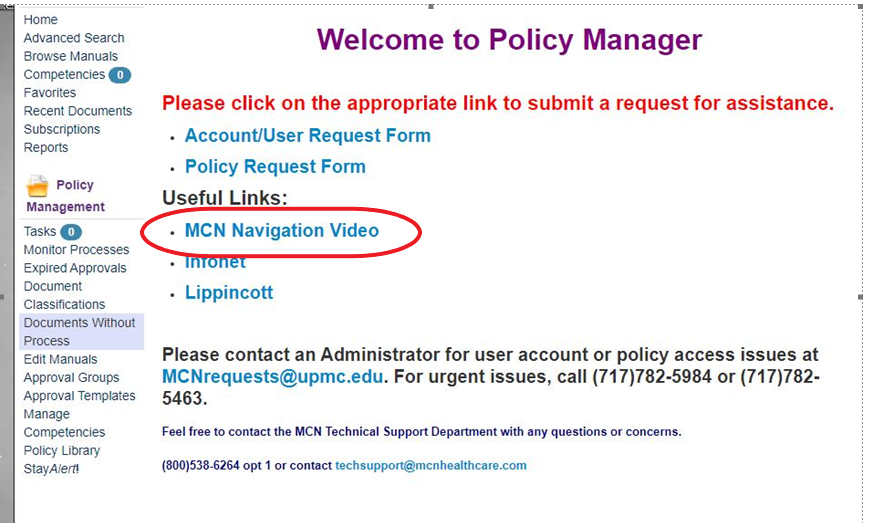 Home
Advanced Search
Browse Manuals
Competencies 0
Favorites
Recent Documents
Subscriptions
Reports
Policy
Management
Tasks 0
Monitor Processes
Expired Approvals
Document
Classifications
Documents Without
Process
Edit Manuals
Approval Groups
Approval Templates
Manage
Competencies
Policy Library
StayAlert!
Welcome to Policy Manager
Please click on the appropriate link to submit a request for assistance.
• Account/User Request Form
• Policy Request Form
Useful Links:
• MCN Navigation Video
• Infonet
• Lippincott
Please contact an Administrator for user account or policy access issues at
MCNrequests@upmc.edu. For urgent issues, call (717)782-5984 or (717)782-
5463.
Feel free to contact the MCN Technical Support Department with any questions or concerns.
(800)538-6264 opt 1 or contact techsupport@mcnhealthcare.com